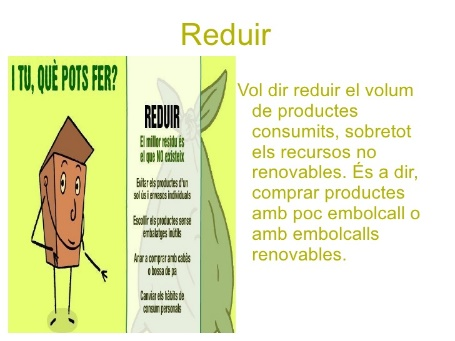 Reduir
I TU, QUÈ POTS FER?
REDUIR
El millor residu és
el que NO existeix
Evitar els productes d'un
sol ús i envasos individuals
Escollir els productes sense
embalatges inútils
Anar a comprar amb cabàs
o bossa de pa
Canviar els hàbits de
consum personals
Vol dir reduir el volum
de productes
consumits, sobretot
els recursos no
renovables. És a dir,
comprar productes
amb poc embolcall o
amb embolcalls
renovables.